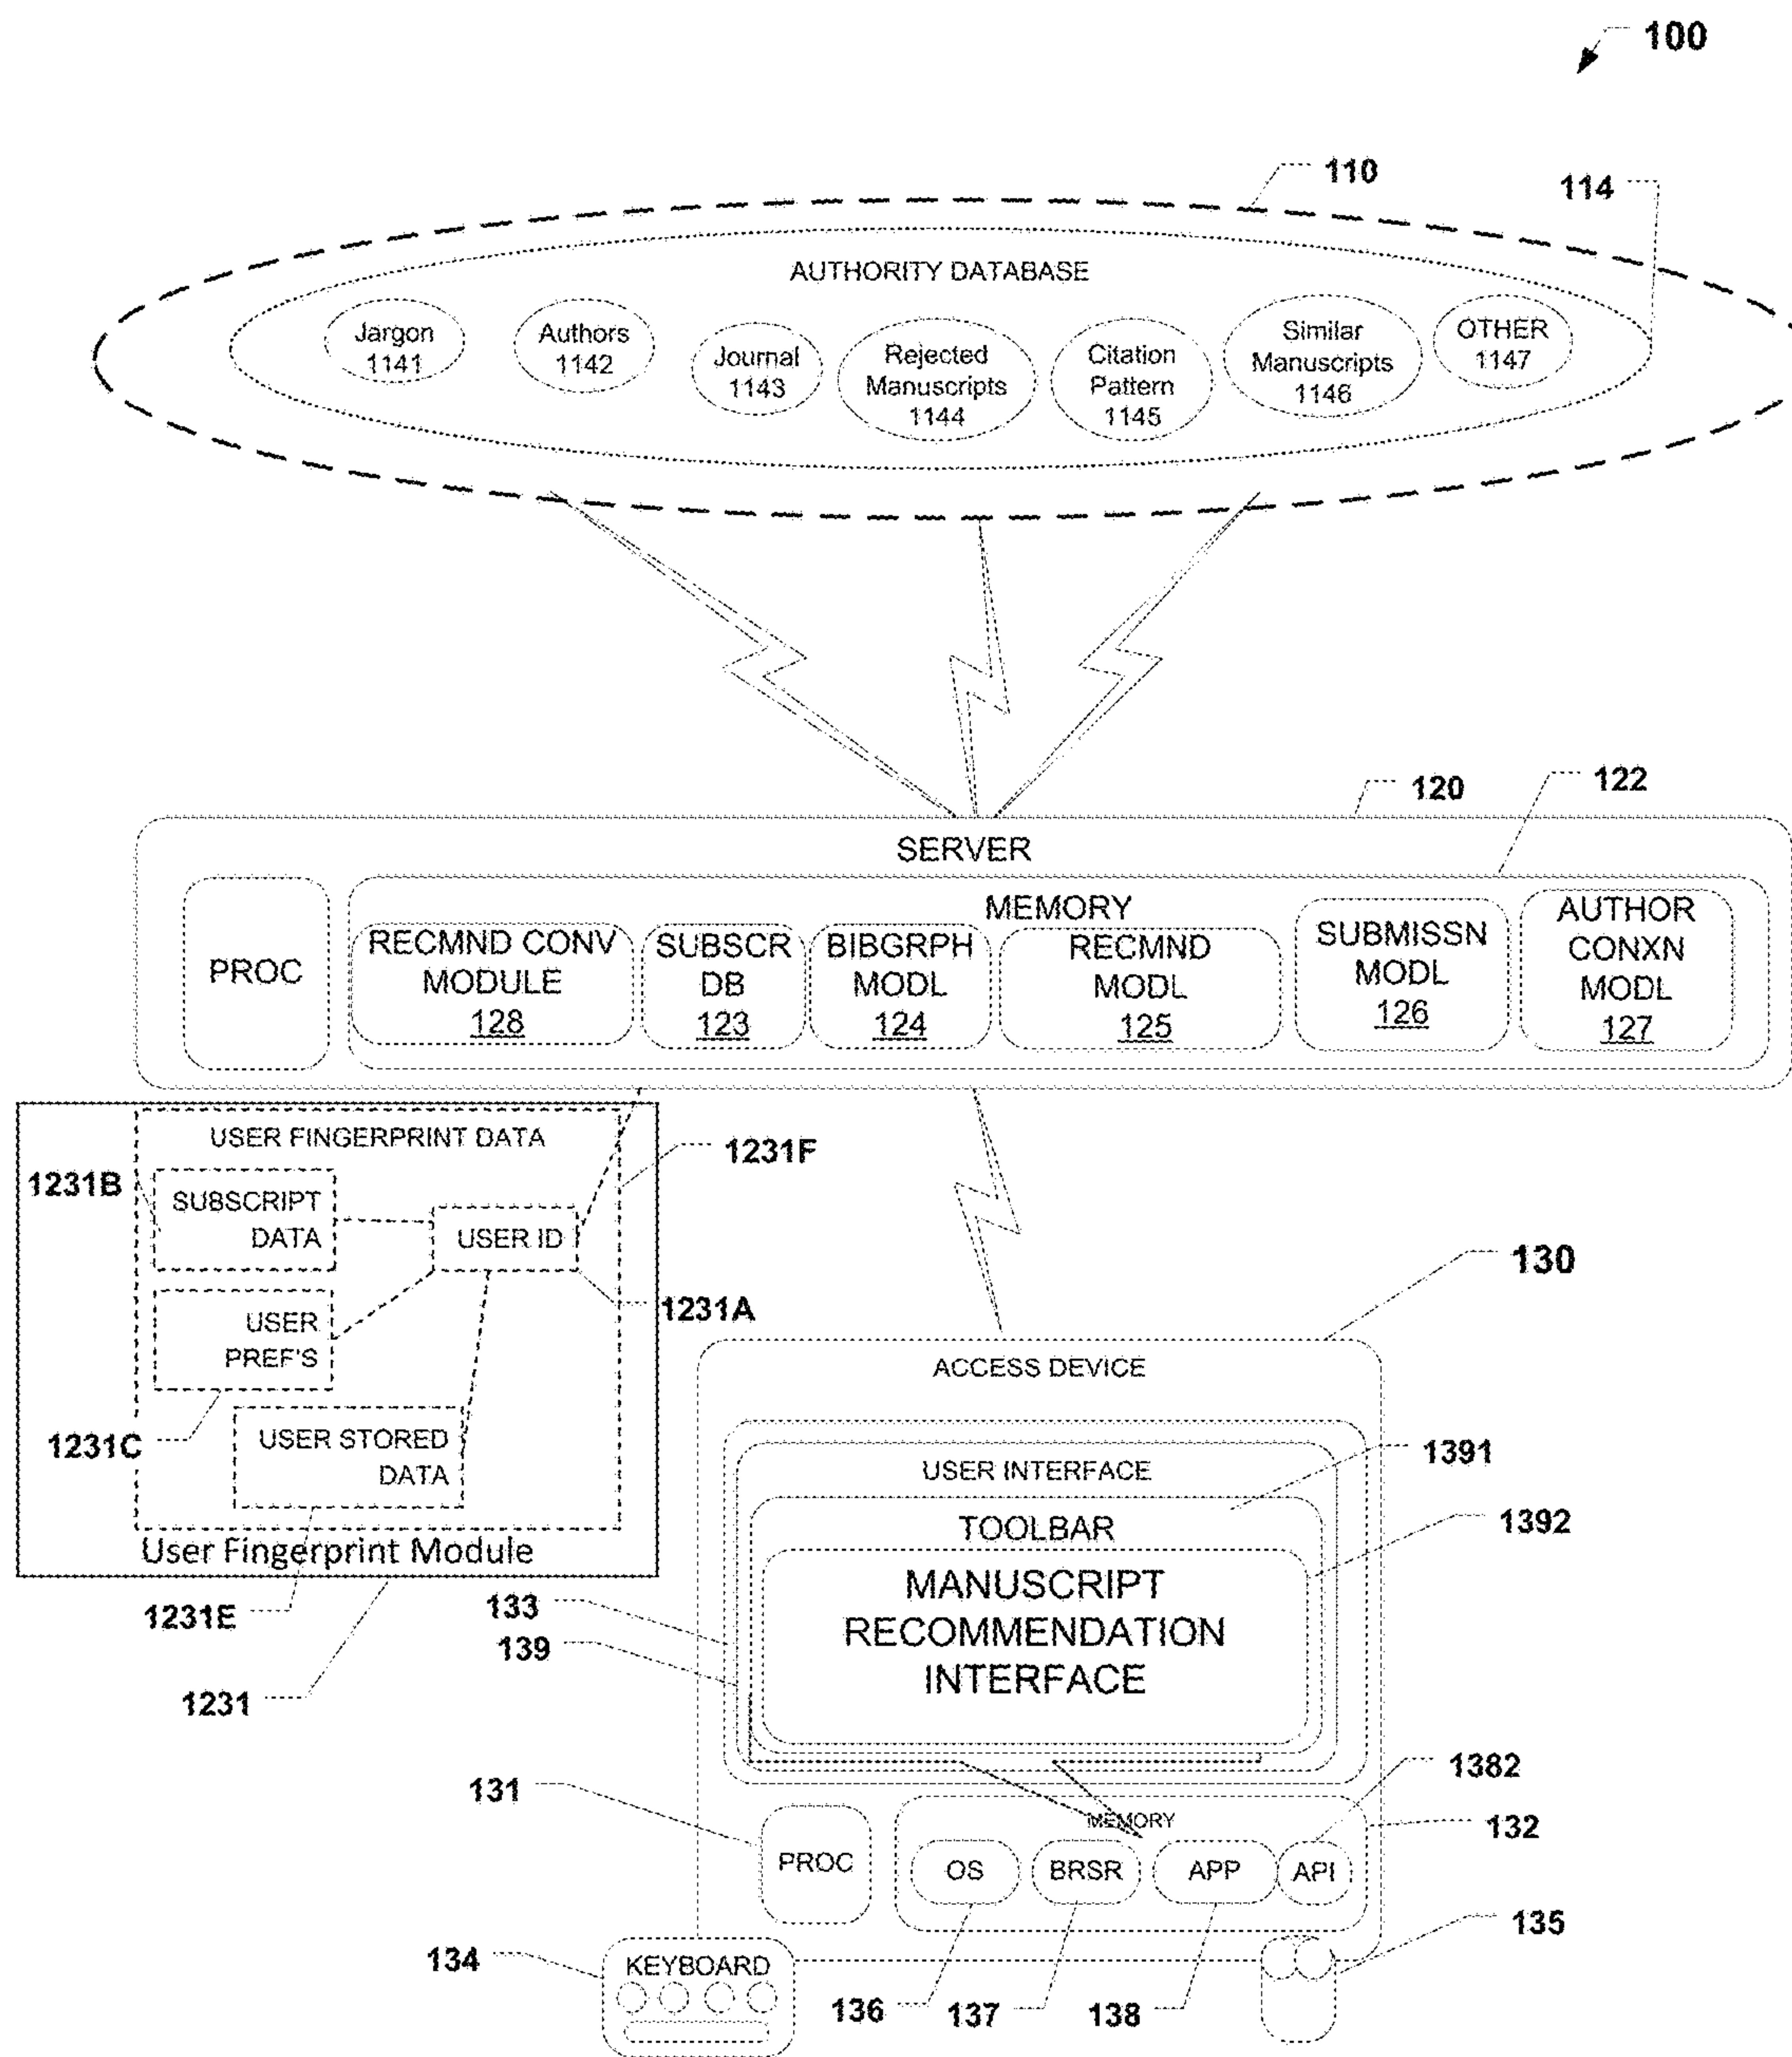 100
110
114
AUTHORITY DATABASE
Jargon
1141
Authors
1142
Journal
1143
Rejected
Manuscripts
1144
Citation
Pattern
1145
Similar
Manuscripts
1146
OTHER
1147
120
122
SERVER
PROC
MEMORY
RECMND CONV
MODULE
128
SUBSCR
DB
123
BIBGRPH
MODL
124
RECMND
MODL
125
SUBMISSN
MODL
126
AUTHOR
CONXN
MODL
127
USER FINGERPRINT DATA
1231F
1231B
SUBSCRIPT
DATA
USER ID
1231A
USER
PREF'S
1231C
USER STORED
DATA
User Fingerprint Module
1231E
1231
130
ACCESS DEVICE
USER INTERFACE
1391
TOOLBAR
1392
MANUSCRIPT
RECOMMENDATION
INTERFACE
133
139
131
PROC
1382
MEMORY
132
OS
BRSR
APP
API
135
134
KEYBOARD
136
137
138